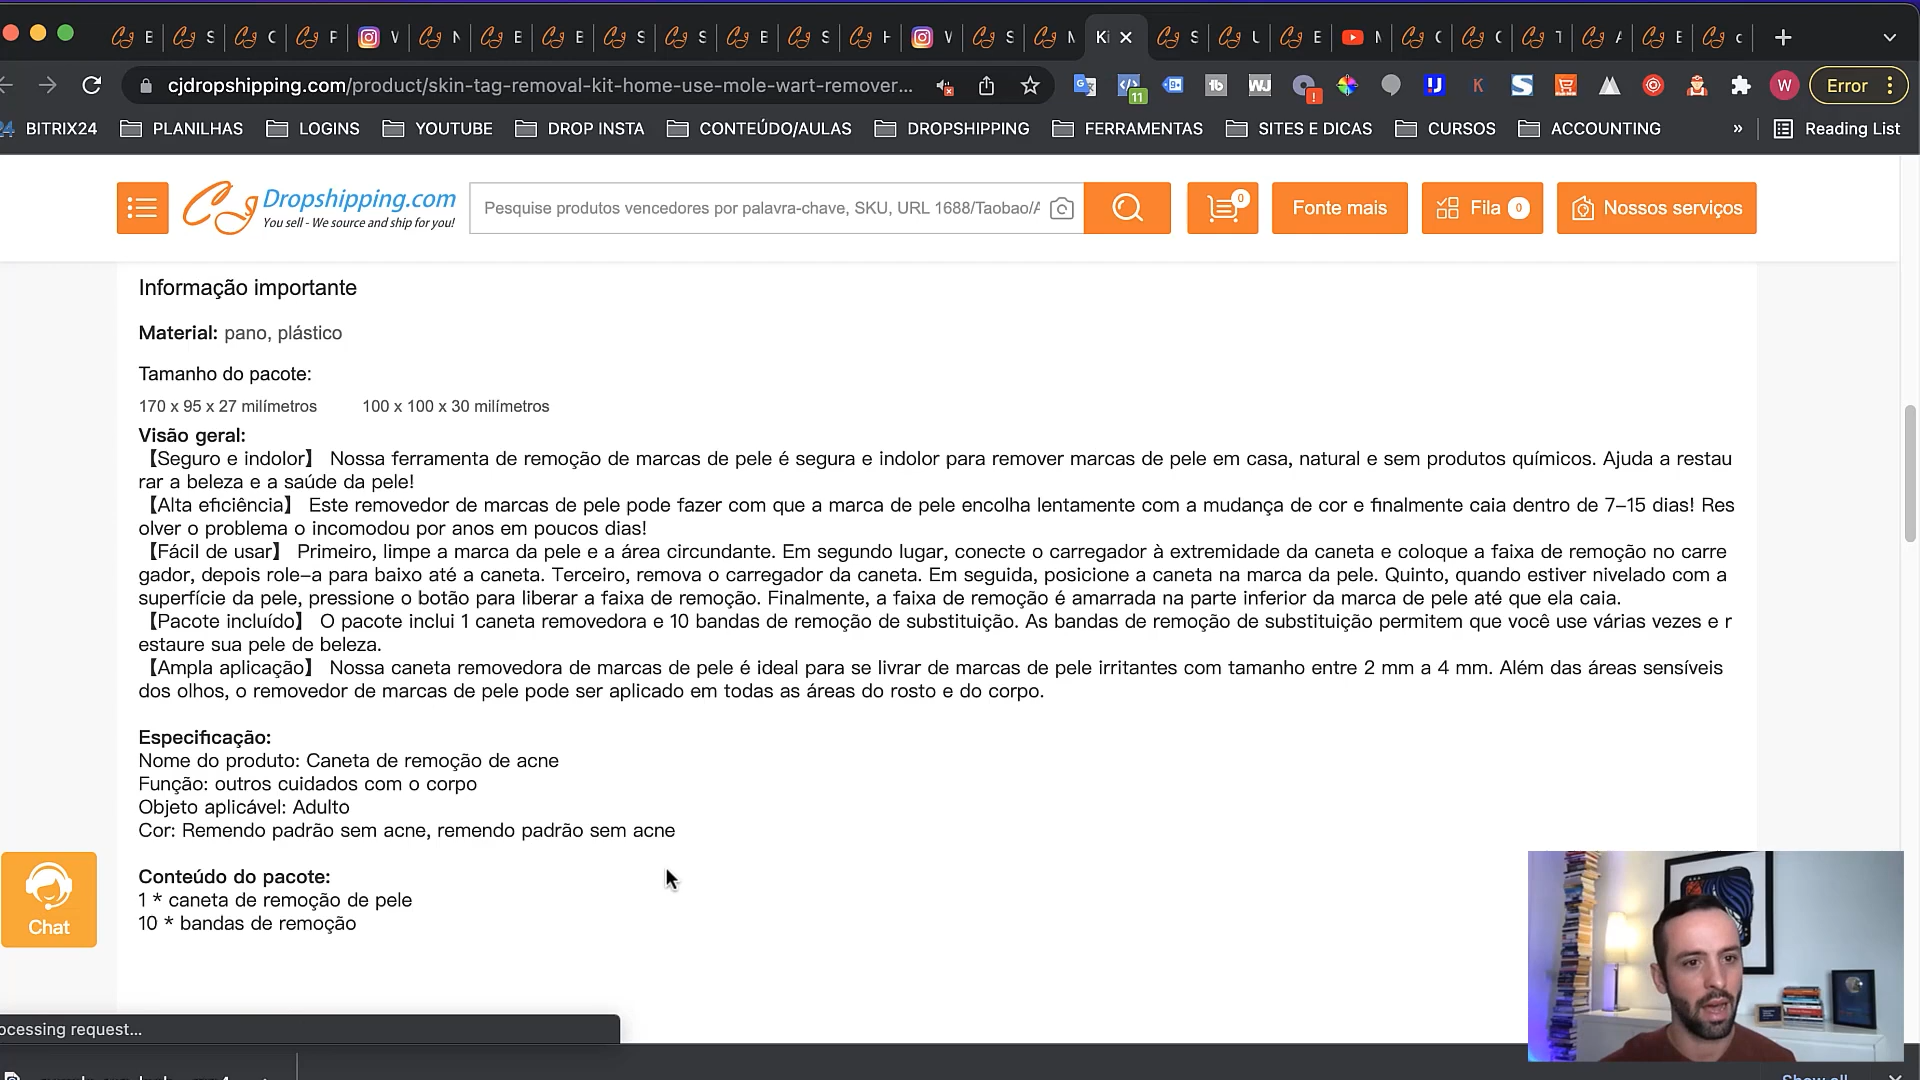 cjdropshipping.com/product/skin-tag-removal-kit-home-use-mole-wart-remover...
11
Error
BITRIX24 PLANILHAS LOGINS YOUTUBE DROP INSTA CONTEÚDO/AULAS DROPSHIPPING FERRAMENTAS SITES E DICAS CURSOS ACCOUNTING » Reading List
Dropshipping.com
You sell - We source and ship for you!
Pesquise produtos vencedores por palavra-chave, SKU, URL 1688/Taobao/A
0
Fonte mais
Fila 0
Nossos serviços
Informação importante
Material: pano, plástico
Tamanho do pacote:
170 x 95 x 27 milímetros 100 x 100 x 30 milímetros
Visão geral:
【Seguro e indolor】 Nossa ferramenta de remoção de marcas de pele é segura e indolor para remover marcas de pele em casa, natural e sem produtos químicos. Ajuda a restau
rar a beleza e a saúde da pele!
【Alta eficiência】 Este removedor de marcas de pele pode fazer com que a marca de pele encolha lentamente com a mudança de cor e finalmente caia dentro de 7–15 dias! Res
olver o problema o incomodou por anos em poucos dias!
【Fácil de usar】 Primeiro, limpe a marca da pele e a área circundante. Em segundo lugar, conecte o carregador à extremidade da caneta e coloque a faixa de remoção no carre
gador, depois role–a para baixo até a caneta. Terceiro, remova o carregador da caneta. Em seguida, posicione a caneta na marca da pele. Quinto, quando estiver nivelado com a
superfície da pele, pressione o botão para liberar a faixa de remoção. Finalmente, a faixa de remoção é amarrada na parte inferior da marca de pele até que ela caia.
【Pacote incluído】 O pacote inclui 1 caneta removedora e 10 bandas de remoção de substituição. As bandas de remoção de substituição permitem que você use várias vezes e r
estaure sua pele de beleza.
【Ampla aplicação】 Nossa caneta removedora de marcas de pele é ideal para se livrar de marcas de pele irritantes com tamanho entre 2 mm a 4 mm. Além das áreas sensíveis
dos olhos, o removedor de marcas de pele pode ser aplicado em todas as áreas do rosto e do corpo.
Especificação:
Nome do produto: Caneta de remoção de acne
Função: outros cuidados com o corpo
Objeto aplicável: Adulto
Cor: Remendo padrão sem acne, remendo padrão sem acne
Conteúdo do pacote:
1 * caneta de remoção de pele
10 * bandas de remoção
Chat
ocessing request...
Show all